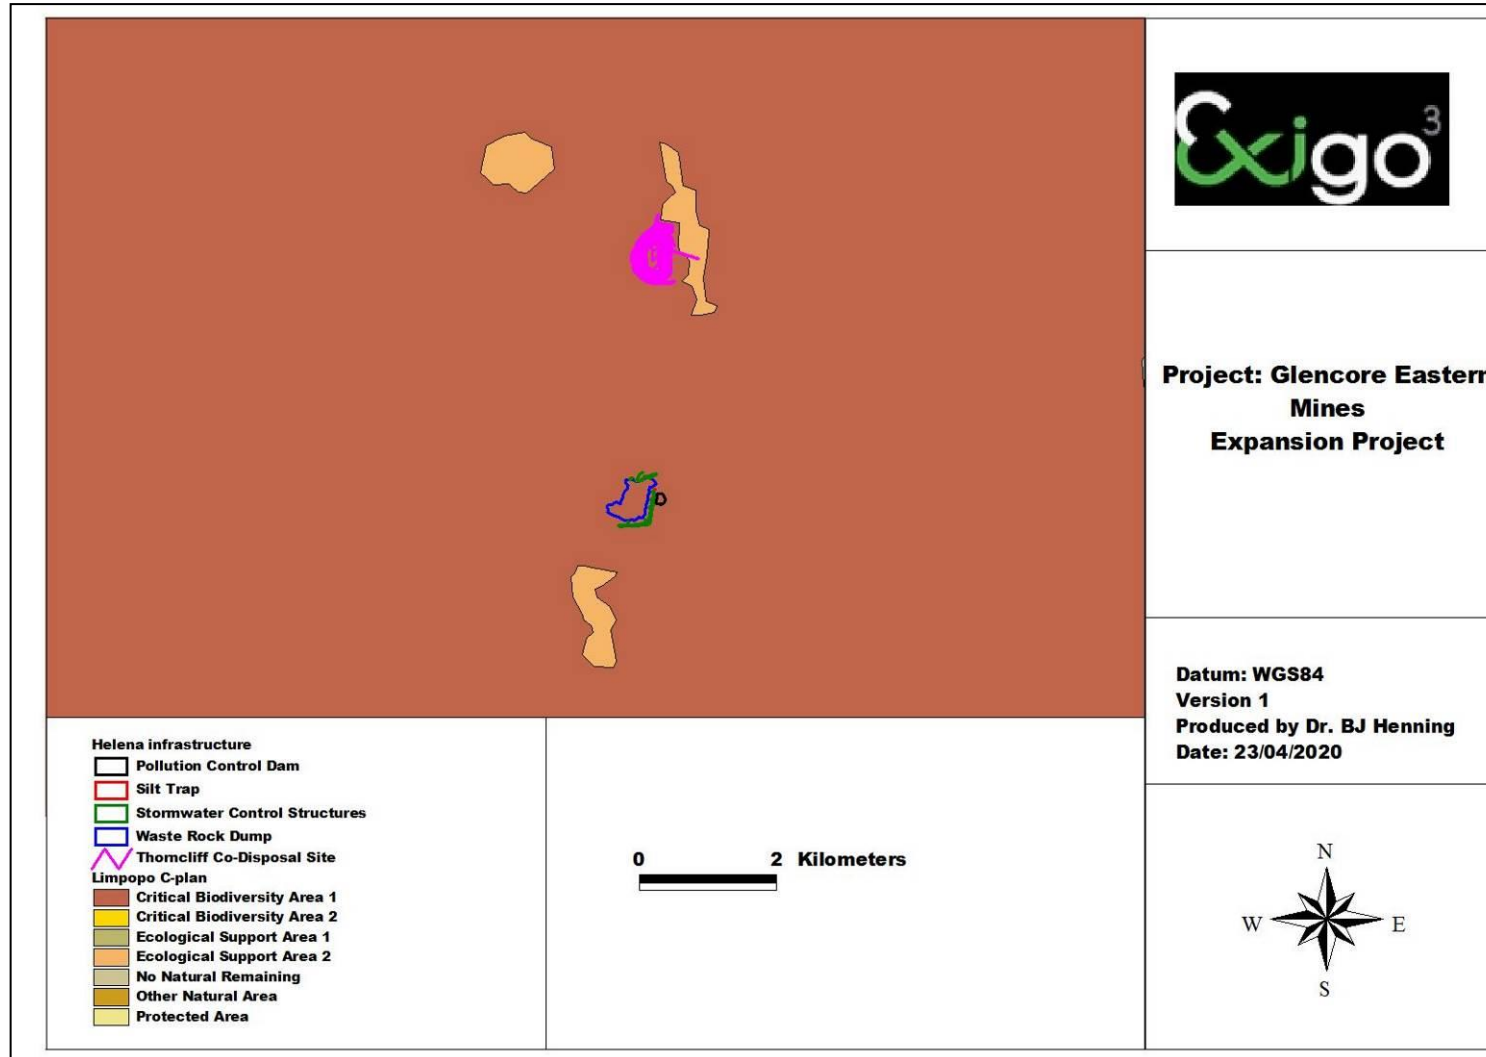 Exigo3
Project: Glencore Eastern
Mines
Expansion Project
Datum: WGS84
Version 1
Produced by Dr. BJ Henning
Date: 23/04/2020
Helena infrastructure
Pollution Control Dam
Silt Trap
Stormwater Control Structures
Waste Rock Dump
Thorncliff Co-Disposal Site
Limpopo C-plan
Critical Biodiversity Area 1
Critical Biodiversity Area 2
Ecological Support Area 1
Ecological Support Area 2
No Natural Remaining
Other Natural Area
Protected Area
0 2 Kilometers
N
W E
S